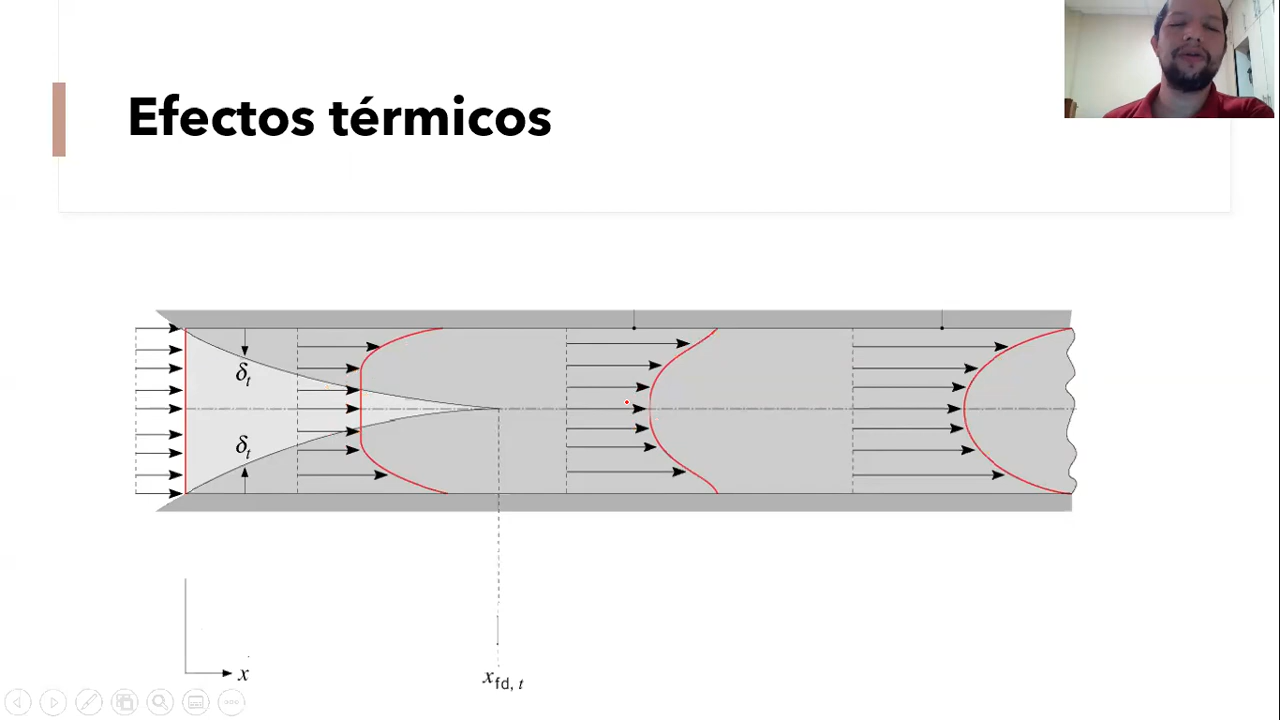 Efectos térmicos
δt
δt
x
xfd, t